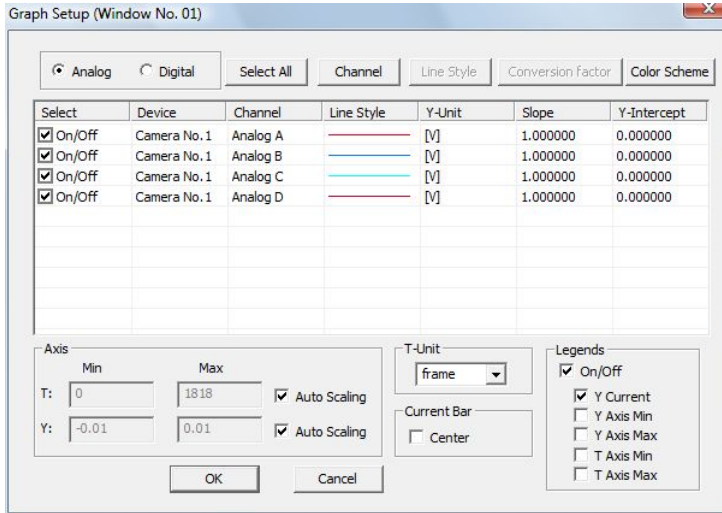 Graph Setup (Window No. 01)
Analog Digital Select All Channel Line Style Conversion factor Color Scheme
Select Device Channel Line Style Y-Unit Slope Y-Intercept
On/Off Camera No.1 Analog A [V] 1.000000 0.000000
On/Off Camera No.1 Analog B [V] 1.000000 0.000000
On/Off Camera No.1 Analog C [V] 1.000000 0.000000
On/Off Camera No.1 Analog D [V] 1.000000 0.000000
Axis
Min Max
T: 0 1818 Auto Scaling
Y: -0.01 0.01 Auto Scaling
T-Unit
frame
Current Bar
Center
Legends
On/Off
Y Current
Y Axis Min
Y Axis Max
T Axis Min
T Axis Max
OK Cancel